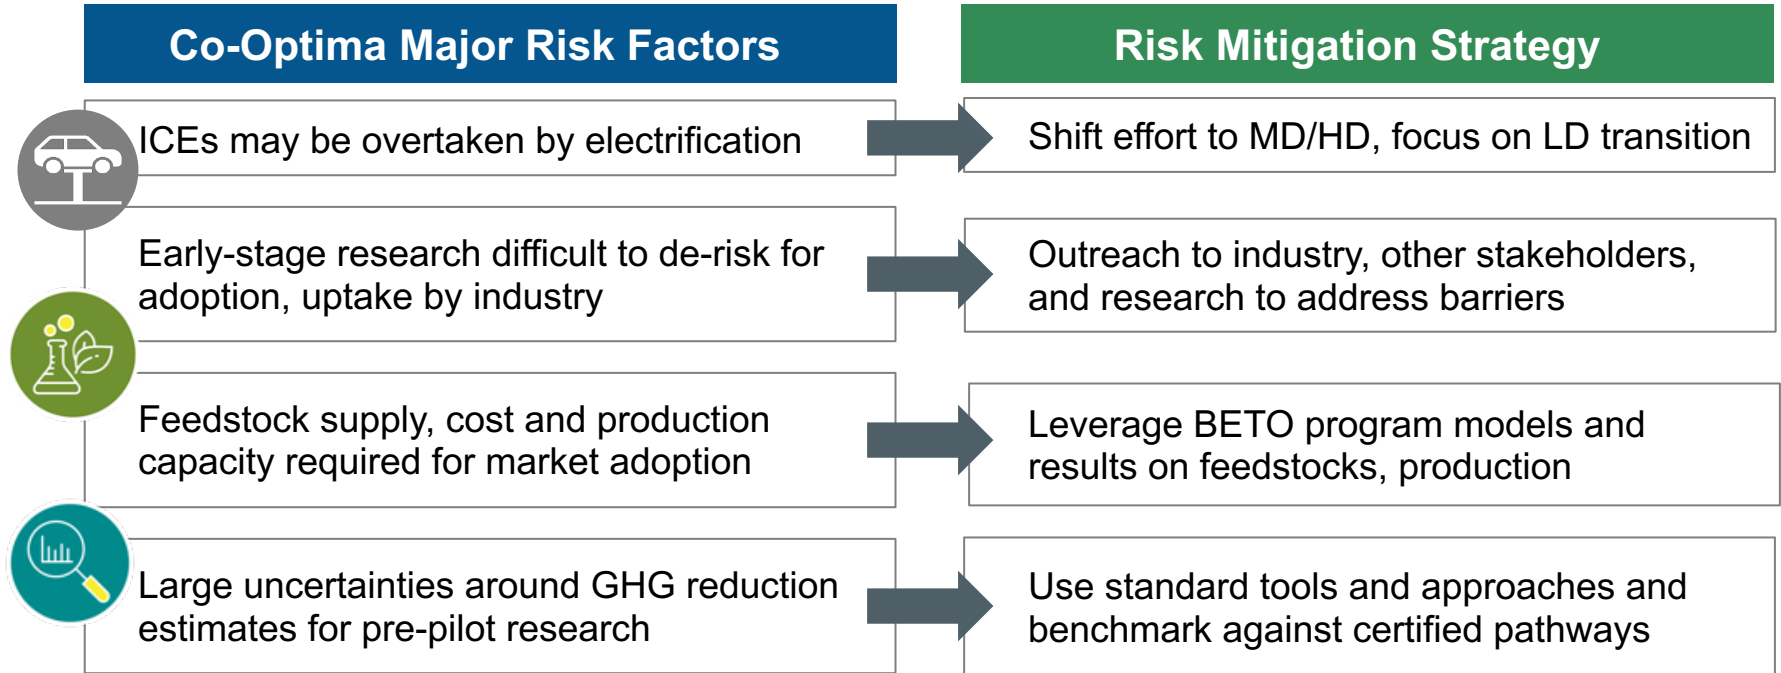 Co-Optima Major Risk Factors
Risk Mitigation Strategy
ICEs may be overtaken by electrification
Shift effort to MD/HD, focus on LD transition
Early-stage research difficult to de-risk for
adoption, uptake by industry
Outreach to industry, other stakeholders,
and research to address barriers
Feedstock supply, cost and production
capacity required for market adoption
Leverage BETO program models and
results on feedstocks, production
Large uncertainties around GHG reduction
estimates for pre-pilot research
Use standard tools and approaches and
benchmark against certified pathways